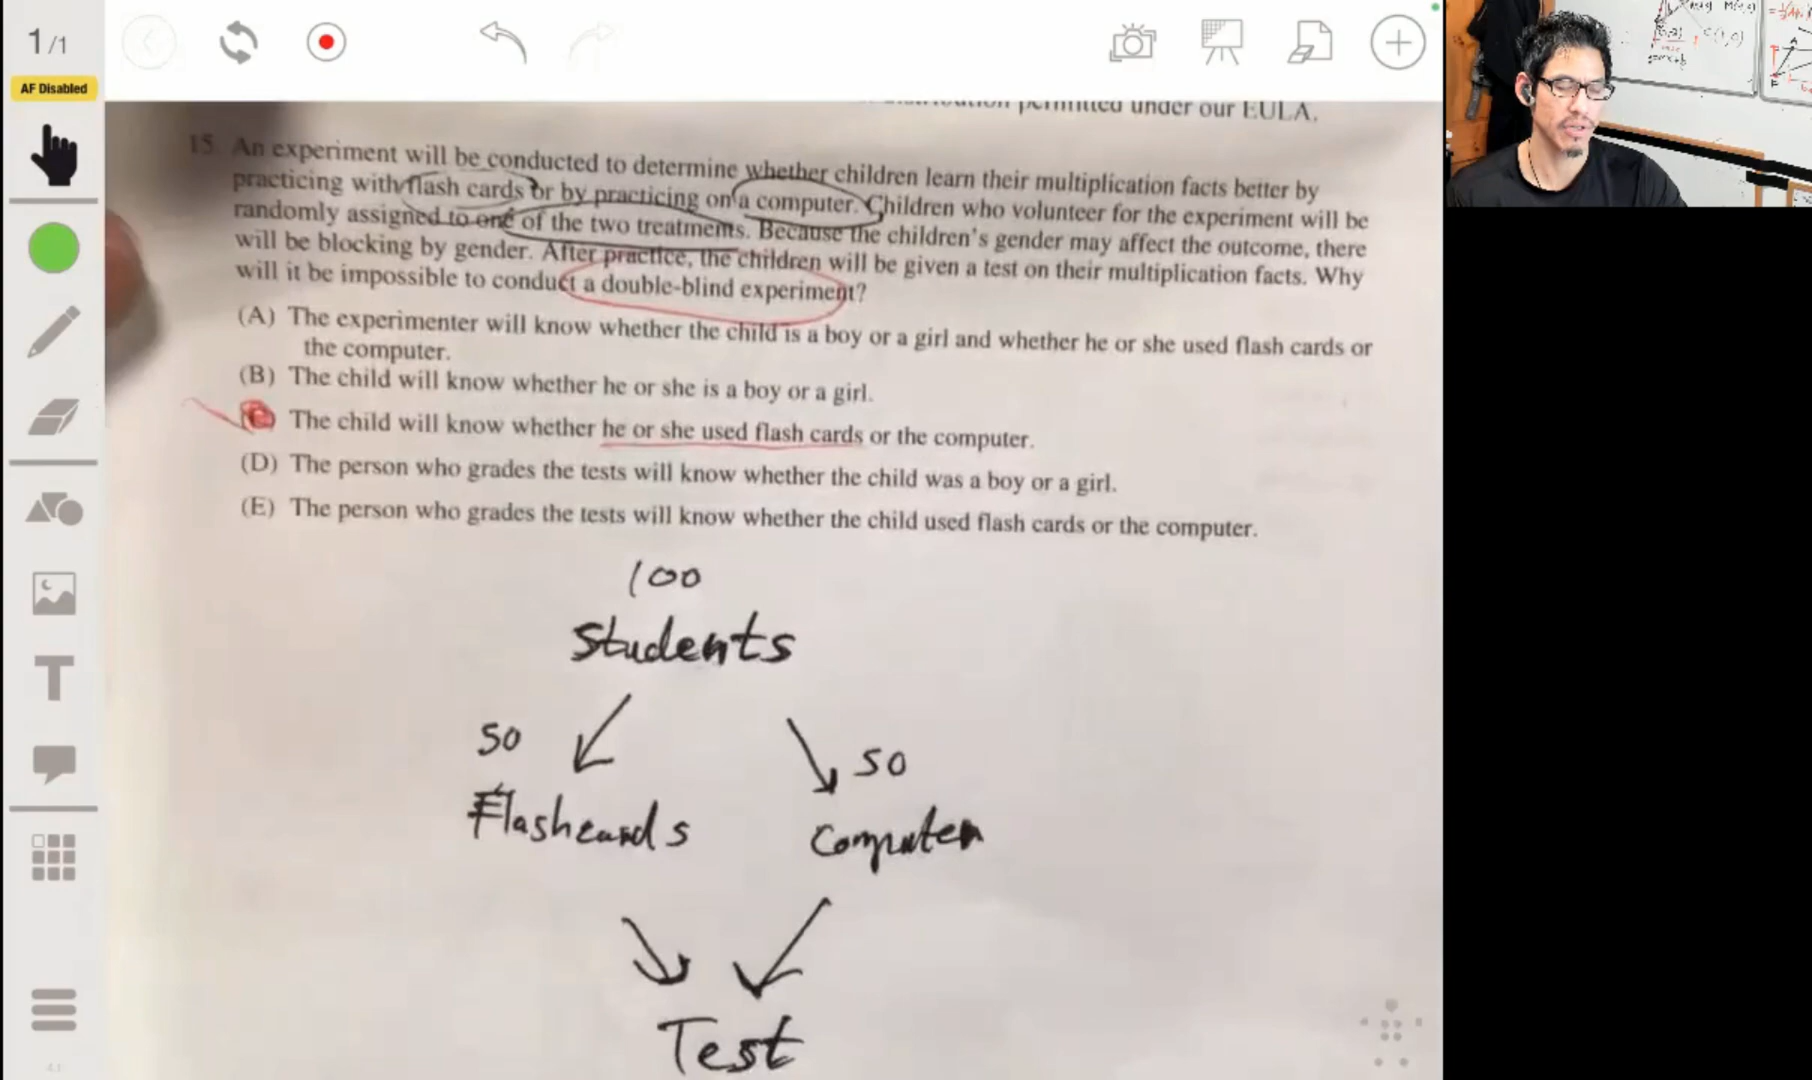 1/1
AF Disabled
permitted under our EULA.
15. An experiment will be conducted to determine whether children learn their multiplication facts better by
practicing with flash cards or by practicing on a computer. Children who volunteer for the experiment will be
randomly assigned to one of the two treatments. Because the children's gender may affect the outcome, there
will be blocking by gender. After practice, the children will be given a test on their multiplication facts. Why
will it be impossible to conduct a double-blind experiment?
(A) The experimenter will know whether the child is a boy or a girl and whether he or she used flash cards or
the computer.
(B) The child will know whether he or she is a boy or a girl.
The child will know whether he or she used flash cards or the computer.
(D) The person who grades the tests will know whether the child was a boy or a girl.
(E) The person who grades the tests will know whether the child used flash cards or the computer.
100
Students
50
50
Flashcards
Computer
Test
T